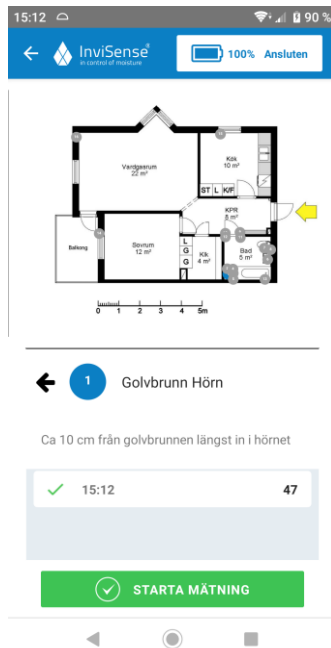 15:12 90 %
InviSense®
in control of moisture
100% Ansluten
Vardagsrum
22 m²
Kök
10 m²
ST L K/F
KPR
5 m²
Balkong
Sovrum
12 m²
L
G
G
Klk
4 m²
Bad
5 m²
0 1 2 3 4 5m
1 Golvbrunn Hörn
Ca 10 cm från golvbrunnen längst in i hörnet
15:12 47
STARTA MÄTNING